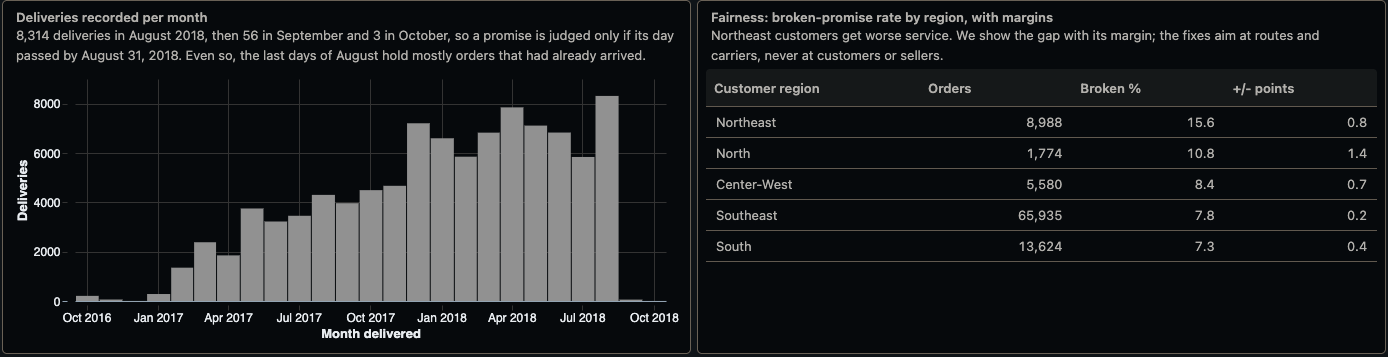 Deliveries recorded per month
8,314 deliveries in August 2018, then 56 in September and 3 in October, so a promise is judged only if its day
passed by August 31, 2018. Even so, the last days of August hold mostly orders that had already arrived.
8000
6000
4000
2000
0
Deliveries
Oct 2016 Jan 2017 Apr 2017 Jul 2017 Oct 2017 Jan 2018 Apr 2018 Jul 2018 Oct 2018
Month delivered
Fairness: broken-promise rate by region, with margins
Northeast customers get worse service. We show the gap with its margin; the fixes aim at routes and
carriers, never at customers or sellers.
Customer region Orders Broken % +/- points
Northeast 8,988 15.6 0.8
North 1,774 10.8 1.4
Center-West 5,580 8.4 0.7
Southeast 65,935 7.8 0.2
South 13,624 7.3 0.4